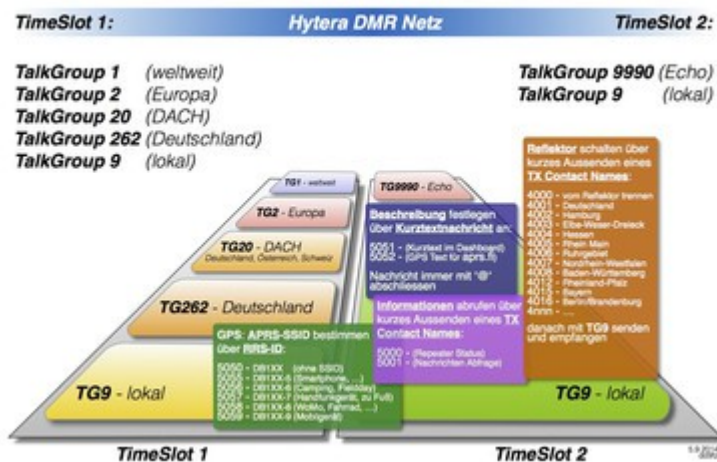 TimeSlot 1:
Hytera DMR Netz
TimeSlot 2:
TalkGroup 1 (weltweit)
TalkGroup 2 (Europa)
TalkGroup 20 (DACH)
TalkGroup 262 (Deutschland)
TalkGroup 9 (lokal)
TalkGroup 9990 (Echo)
TalkGroup 9 (lokal)
TG1 - weltweit
TG2 - Europa
TG20 - DACH
Deutschland, Österreich, Schweiz
TG262 - Deutschland
TG9 - lokal
GPS: APRS-SSID bestimmen
über RRS-ID:
5050 - DB1XX (ohne SSID)
DB1XX-5 (Smartphone, ...)
DB1XX-6 (Camping, Fieldday)
5057 - DB1XX-7 (Handfunkgerät, zu Fuß)
5058 - DB1XX-8 (WoMo, Fahrrad, ...)
5059 - DB1XX-9 (Mobilgerät)
TG9990 - Echo
Beschreibung festlegen
über Kurztextnachricht an:
5051 - (Kurztext im Dashboard)
5052 - (GPS Text für aprs.fi)
Nachricht immer mit "@"
abschliessen
Informationen abrufen über
kurzes Aussenden eines TX
Contact Names:
5000 - (Repeater Status)
5001 - (Nachrichten Abfrage)
Reflektor schalten über
kurzes Aussenden eines
TX Contact Names:
4000 - vom Reflektor trennen
4001 - Deutschland
4002 - Hamburg
4003 - Elbe-Weser-Dreieck
4004 - Hessen
4005 - Rhein Main
4006 - Ruhrgebiet
4007 - Nordrhein-Westfalen
4008 - Baden-Württemberg
4012 - Rheinland-Pfalz
4015 - Bayern
4016 - Berlin/Brandenburg
4nnm - ....
danach mit TG9 senden
und empfangen
TG9 - lokal
TimeSlot 1
TimeSlot 2